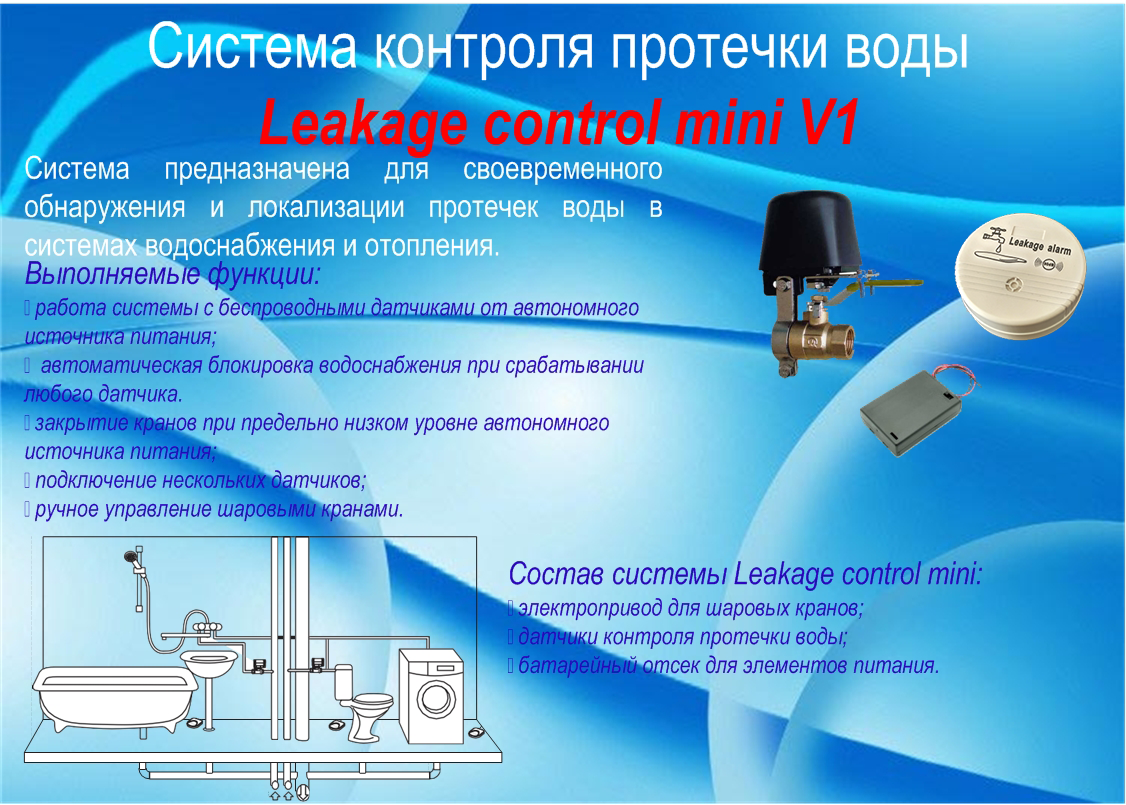 Система контроля протечки воды
Leakage control mini V1
Система предназначена для своевременного
обнаружения и локализации протечек воды в
системах водоснабжения и отопления.
Выполняемые функции:
работа системы с беспроводными датчиками от автономного
источника питания;
автоматическая блокировка водоснабжения при срабатывании
любого датчика.
закрытие кранов при предельно низком уровне автономного
источника питания;
подключение нескольких датчиков;
ручное управление шаровыми кранами.
Leakage alarm
Состав системы Leakage control mini:
электропривод для шаровых кранов;
датчики контроля протечки воды;
батарейный отсек для элементов питания.